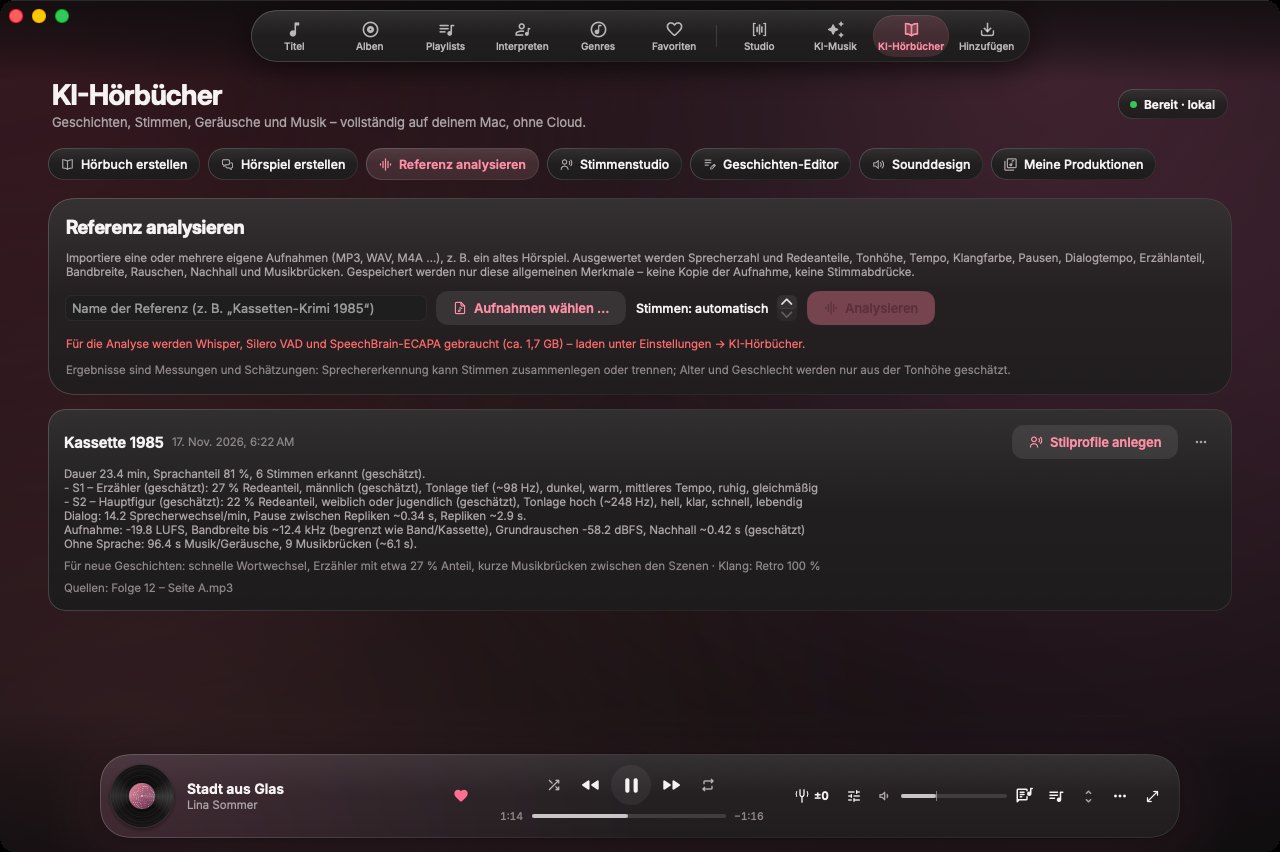 Titel
Alben
Playlists
Interpreten
Genres
Favoriten
Studio
KI-Musik
KI-Hörbücher
Hinzufügen
KI-Hörbücher
Geschichten, Stimmen, Geräusche und Musik – vollständig auf deinem Mac, ohne Cloud.
Bereit · lokal
Hörbuch erstellen
Hörspiel erstellen
Referenz analysieren
Stimmenstudio
Geschichten-Editor
Sounddesign
Meine Produktionen
Referenz analysieren
Importiere eine oder mehrere eigene Aufnahmen (MP3, WAV, M4A ...), z. B. ein altes Hörspiel. Ausgewertet werden Sprecherzahl und Redeanteile, Tonhöhe, Tempo, Klangfarbe, Pausen, Dialogtempo, Erzählanteil,
Bandbreite, Rauschen, Nachhall und Musikbrücken. Gespeichert werden nur diese allgemeinen Merkmale – keine Kopie der Aufnahme, keine Stimmabdrücke.
Name der Referenz (z. B. „Kassetten-Krimi 1985“)
Aufnahmen wählen ...
Stimmen: automatisch
Analysieren
Für die Analyse werden Whisper, Silero VAD und SpeechBrain-ECAPA gebraucht (ca. 1,7 GB) – laden unter Einstellungen → KI-Hörbücher.
Ergebnisse sind Messungen und Schätzungen: Sprechererkennung kann Stimmen zusammenlegen oder trennen; Alter und Geschlecht werden nur aus der Tonhöhe geschätzt.
Kassette 1985 17. Nov. 2026, 6:22 AM
Stilprofile anlegen
Dauer 23.4 min, Sprachanteil 81 %, 6 Stimmen erkannt (geschätzt).
- S1 – Erzähler (geschätzt): 27 % Redeanteil, männlich (geschätzt), Tonlage tief (~98 Hz), dunkel, warm, mittleres Tempo, ruhig, gleichmäßig
- S2 – Hauptfigur (geschätzt): 22 % Redeanteil, weiblich oder jugendlich (geschätzt), Tonlage hoch (~248 Hz), hell, klar, schnell, lebendig
Dialog: 14.2 Sprecherwechsel/min, Pause zwischen Repliken ~0.34 s, Repliken ~2.9 s.
Aufnahme: -19.8 LUFS, Bandbreite bis ~12.4 kHz (begrenzt wie Band/Kassette), Grundrauschen -58.2 dBFS, Nachhall ~0.42 s (geschätzt)
Ohne Sprache: 96.4 s Musik/Geräusche, 9 Musikbrücken (~6.1 s).
Für neue Geschichten: schnelle Wortwechsel, Erzähler mit etwa 27 % Anteil, kurze Musikbrücken zwischen den Szenen · Klang: Retro 100 %
Quellen: Folge 12 – Seite A.mp3
Stadt aus Glas
Lina Sommer
1:14
−1:16
±0